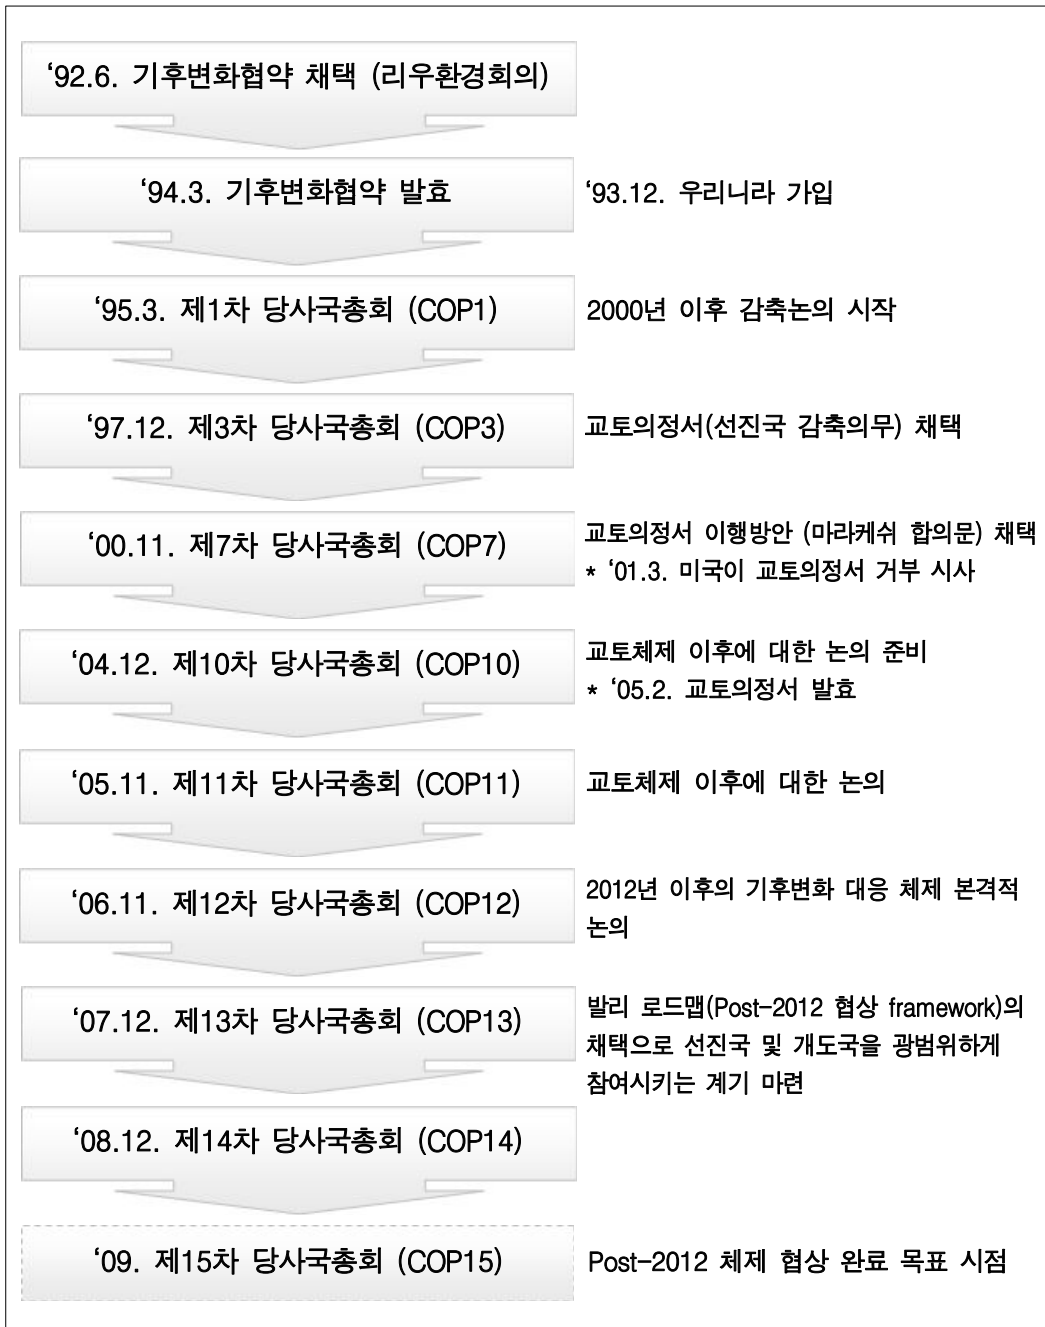 ‘92.6. 기후변화협약 채택 (리우환경회의)
‘94.3. 기후변화협약 발효
‘93.12. 우리니라 가입
‘95.3. 제1차 당사국총회 (COP1)
2000년 이후 감축논의 시작
‘97.12. 제3차 당사국총회 (COP3)
교토의정서(선진국 감축의무) 채택
‘00.11. 제7차 당사국총회 (COP7)
교토의정서 이행방안 (마라케쉬 합의문) 채택
* ‘01.3. 미국이 교토의정서 거부 시사
‘04.12. 제10차 당사국총회 (COP10)
교토체제 이후에 대한 논의 준비
* ‘05.2. 교토의정서 발효
‘05.11. 제11차 당사국총회 (COP11)
교토체제 이후에 대한 논의
‘06.11. 제12차 당사국총회 (COP12)
2012년 이후의 기후변화 대응 체제 본격적
논의
‘07.12. 제13차 당사국총회 (COP13)
발리 로드맵(Post-2012 협상 framework)의
채택으로 선진국 및 개도국을 광범위하게
참여시키는 계기 마련
‘08.12. 제14차 당사국총회 (COP14)
‘09. 제15차 당사국총회 (COP15)
Post-2012 체제 협상 완료 목표 시점